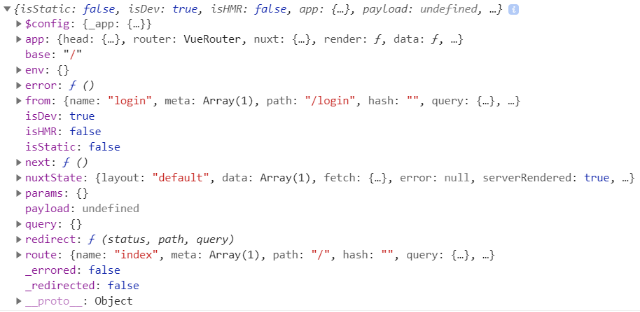 {isStatic: false, isDev: true, isHMR: false, app: {…}, payload: undefined, …}
$config: {_app: {…}}
app: {head: {…}, router: VueRouter, nuxt: {…}, render: ƒ, data: ƒ, …}
base: "/"
env: {}
error: ƒ ()
from: {name: "login", meta: Array(1), path: "/login", hash: "", query: {…}, …}
isDev: true
isHMR: false
isStatic: false
next: ƒ ()
nuxtState: {layout: "default", data: Array(1), fetch: {…}, error: null, serverRendered: true, …}
params: {}
payload: undefined
query: {}
redirect: ƒ (status, path, query)
route: {name: "index", meta: Array(1), path: "/", hash: "", query: {…}, …}
_errored: false
_redirected: false
__proto__: Object